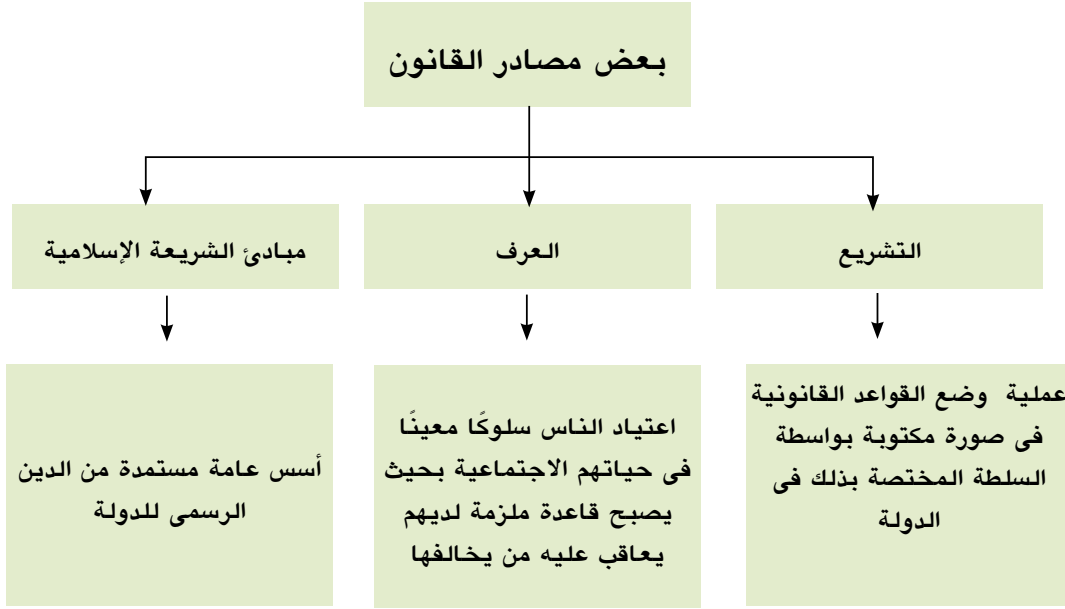 بعض مصادر القانون
التشريع
العرف
مبادئ الشريعة الإسلامية
عملية وضع القواعد القانونية
فى صورة مكتوبة بواسطة
السلطة المختصة بذلك فى
الدولة
اعتياد الناس سلوكًا معينًا
فى حياتهم الاجتماعية بحيث
يصبح قاعدة ملزمة لديهم
يعاقب عليه من يخالفها
أسس عامة مستمدة من الدين
الرسمى للدولة